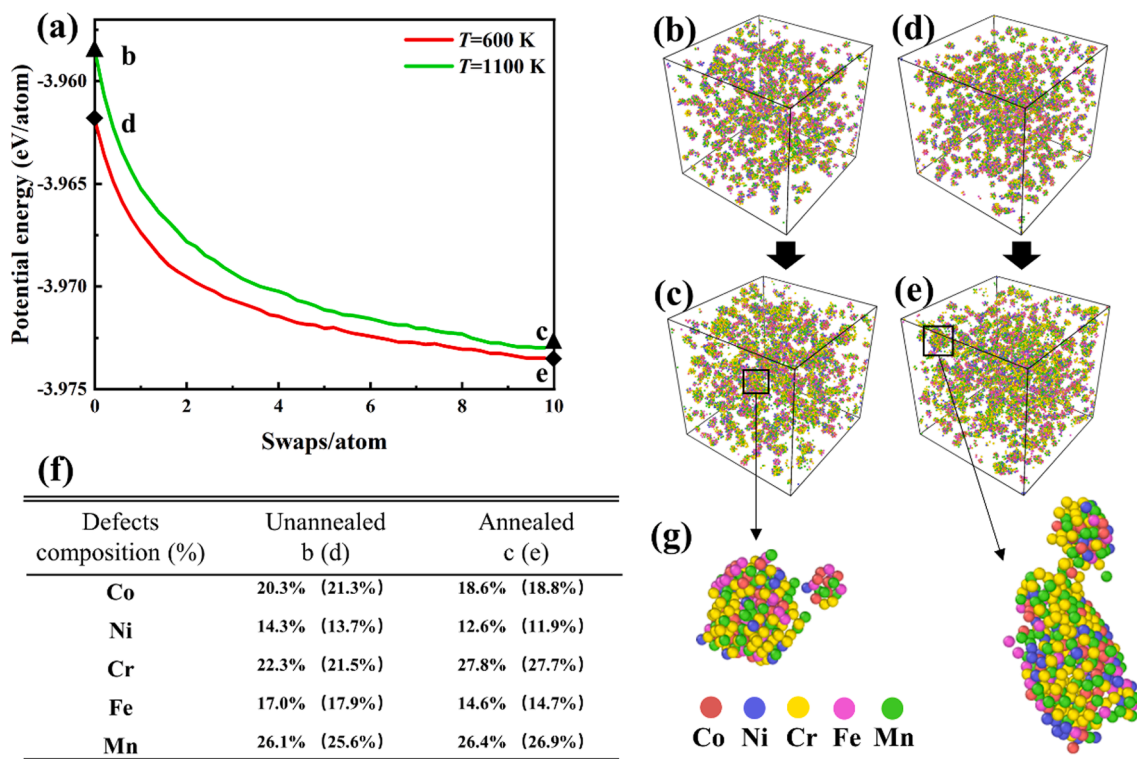 (a)
T=600 K
T=1100 K
b
d
c
e
-3.960
-3.965
-3.970
-3.975
Potential energy (eV/atom)
0 2 4 6 8 10
Swaps/atom
(b)
(d)
(c)
(e)
(f)
Defects composition (%) Unannealed b (d) Annealed c (e)
Co 20.3% (21.3%) 18.6% (18.8%)
Ni 14.3% (13.7%) 12.6% (11.9%)
Cr 22.3% (21.5%) 27.8% (27.7%)
Fe 17.0% (17.9%) 14.6% (14.7%)
Mn 26.1% (25.6%) 26.4% (26.9%)
(g)
Co Ni Cr Fe Mn